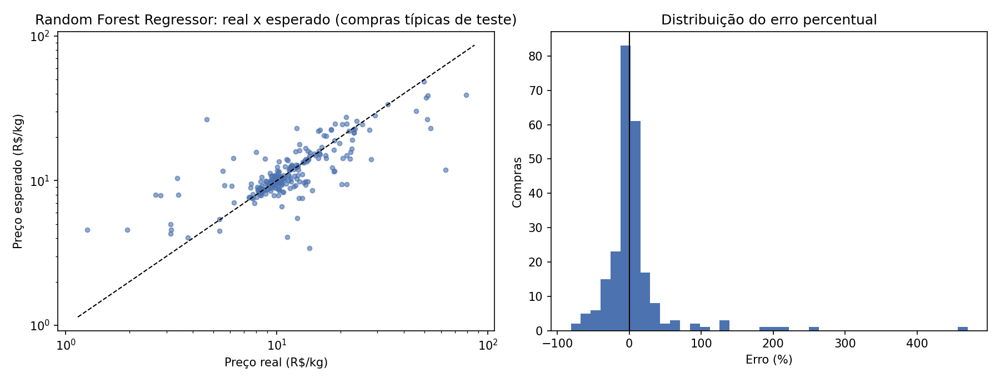 Random Forest Regressor: real x esperado (compras típicas de teste)
Preço esperado (R$/kg)
10²
10¹
10⁰
10⁰ 10¹ 10²
Preço real (R$/kg)
Distribuição do erro percentual
Compras
80
70
60
50
40
30
20
10
0
−100 0 100 200 300 400
Erro (%)